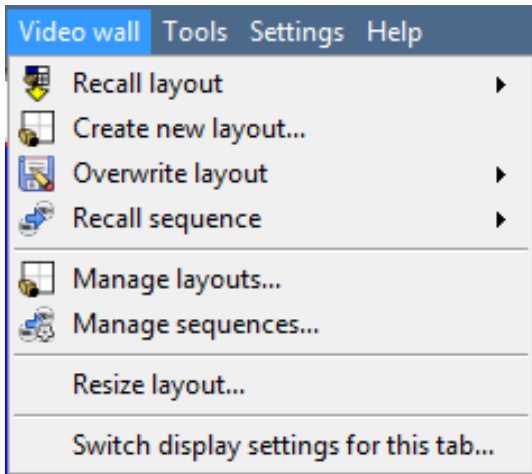 Video wall Tools Settings Help
Recall layout
Create new layout...
Overwrite layout
Recall sequence
Manage layouts...
Manage sequences...
Resize layout...
Switch display settings for this tab...